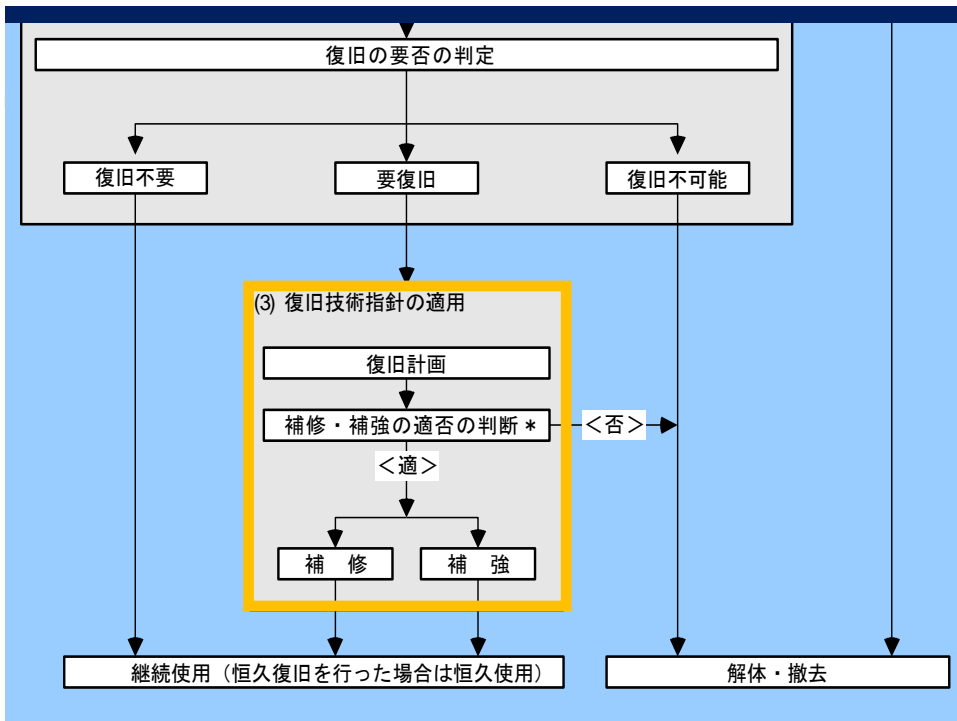 復旧の要否の判定
復旧不要
要復旧
復旧不可能
(3) 復旧技術指針の適用
復旧計画
補修・補強の適否の判断＊
＜否＞
＜適＞
補　修
補　強
継続使用（恒久復旧を行った場合は恒久使用）
解体・撤去